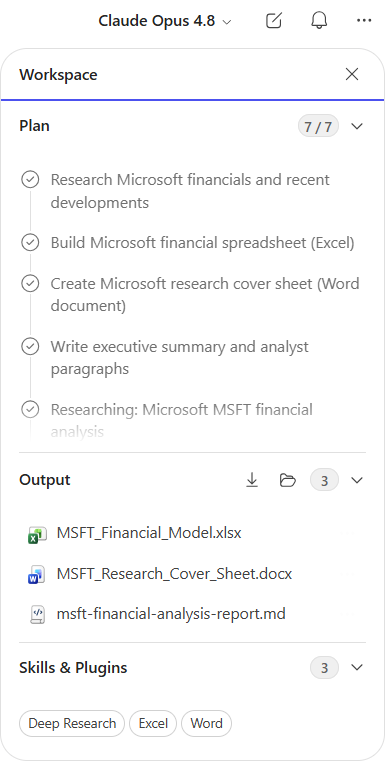 Claude Opus 4.8
Workspace
Plan
7 / 7
Research Microsoft financials and recent
developments
Build Microsoft financial spreadsheet (Excel)
Create Microsoft research cover sheet (Word
document)
Write executive summary and analyst
paragraphs
Researching: Microsoft MSFT financial
analysis
Output
3
MSFT_Financial_Model.xlsx
MSFT_Research_Cover_Sheet.docx
msft-financial-analysis-report.md
Skills & Plugins
3
Deep Research
Excel
Word